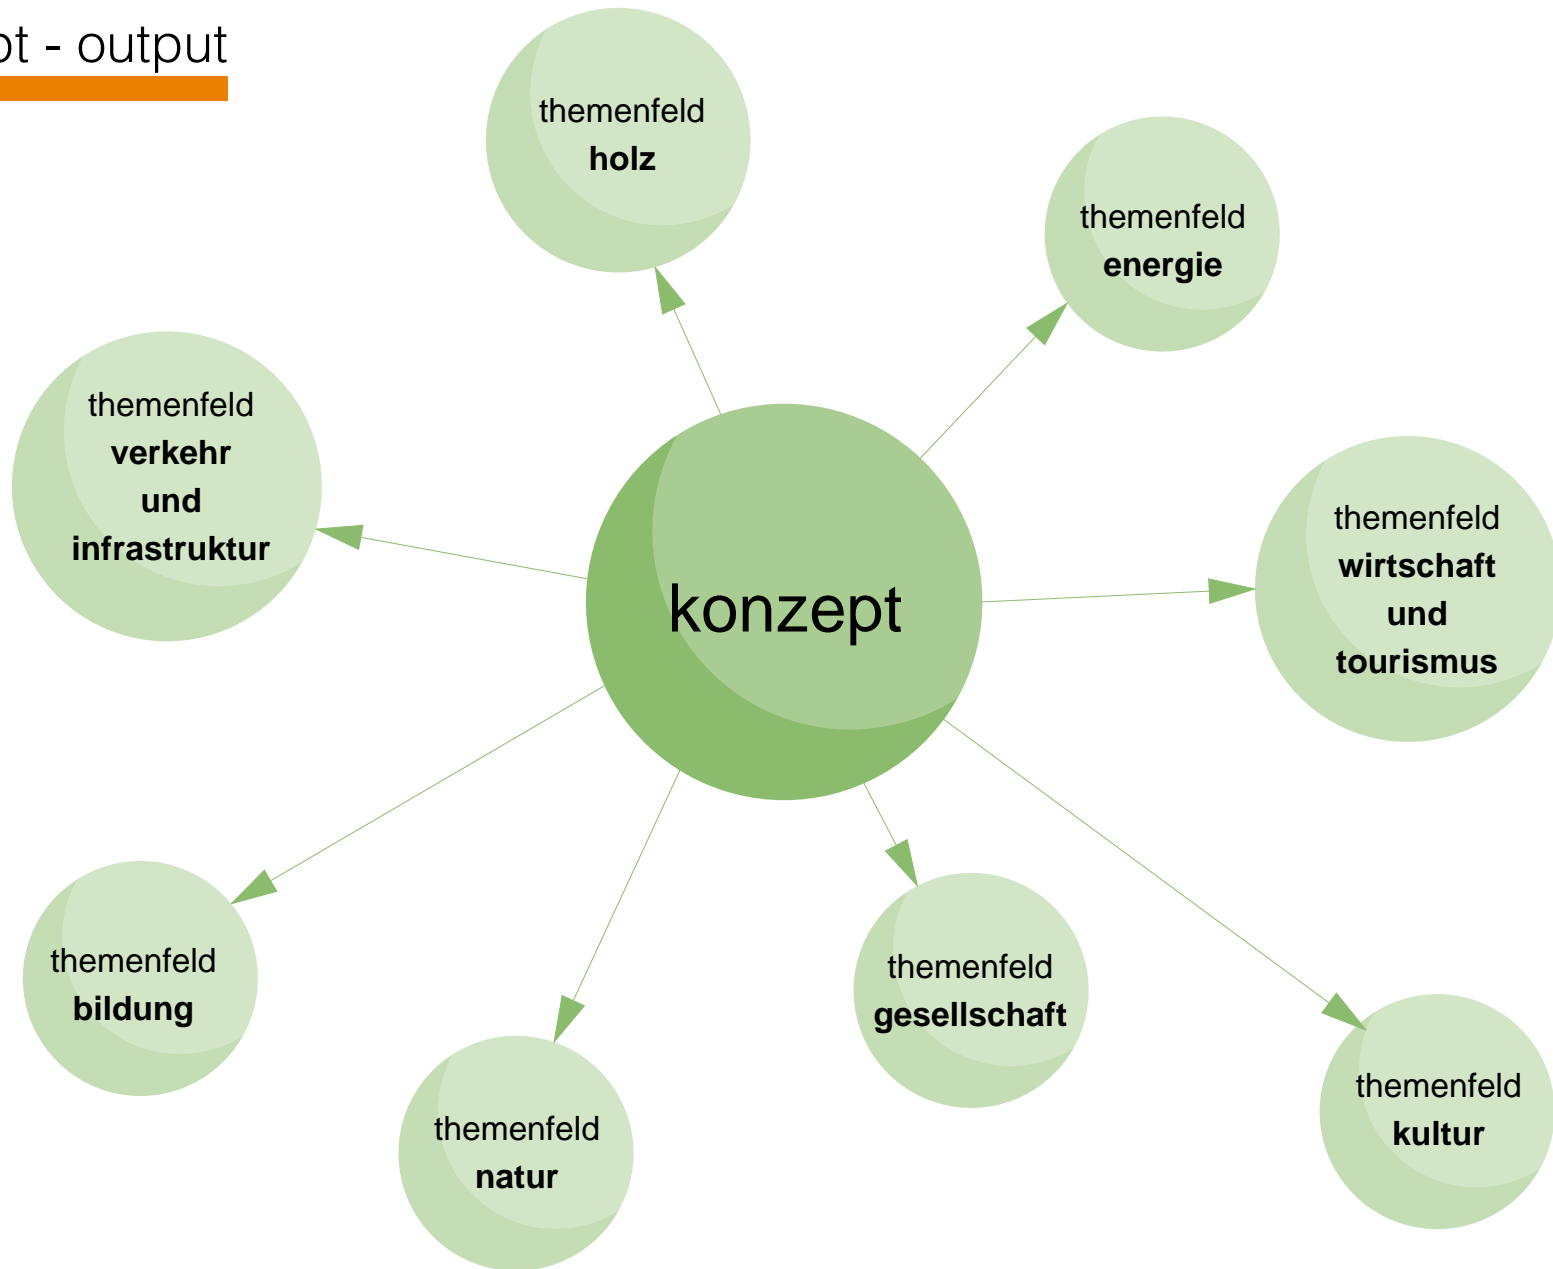 pt - output
themenfeld
holz
themenfeld
energie
themenfeld
verkehr
und
infrastruktur
themenfeld
wirtschaft
und
tourismus
konzept
themenfeld
bildung
themenfeld
gesellschaft
themenfeld
natur
themenfeld
kultur